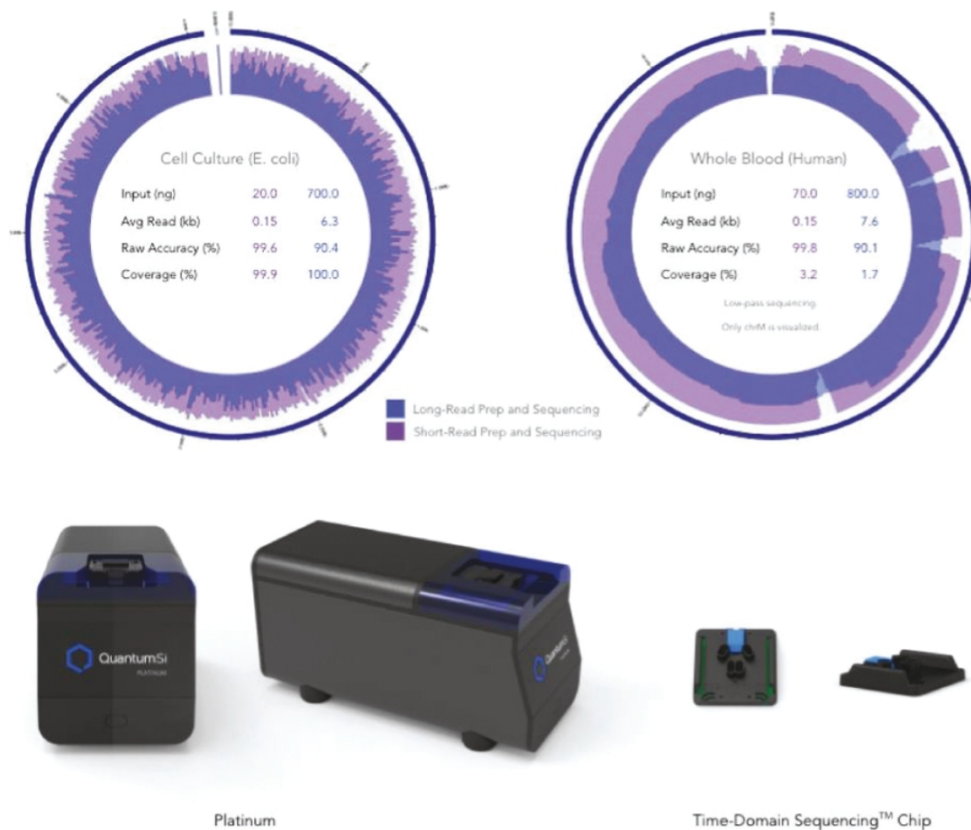 Cell Culture (E. coli)
Input (ng) 20.0 700.0
Avg Read (kb) 0.15 6.3
Raw Accuracy (%) 99.6 90.4
Coverage (%) 99.9 100.0
Whole Blood (Human)
Input (ng) 70.0 800.0
Avg Read (kb) 0.15 7.6
Raw Accuracy (%) 99.8 90.1
Coverage (%) 3.2 1.7
Low-pass sequencing.
Only chrM is visualized.
Long-Read Prep and Sequencing
Short-Read Prep and Sequencing
QuantumSi
PLATINUM
QuantumSi
Platinum
Time-Domain Sequencing™ Chip